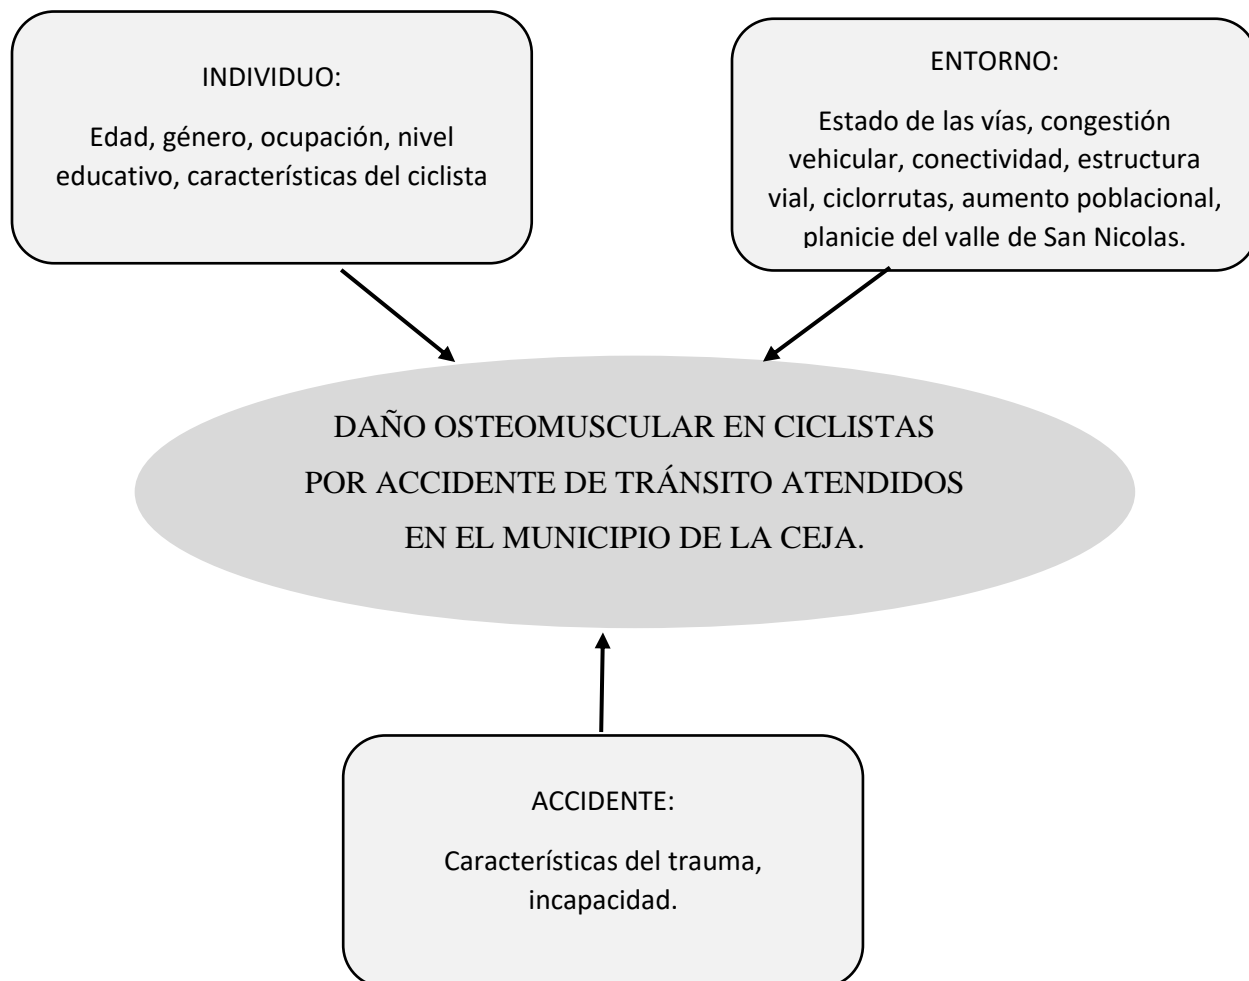 INDIVIDUO:
Edad, género, ocupación, nivel
educativo, características del ciclista
ENTORNO:
Estado de las vías, congestión
vehicular, conectividad, estructura
vial, ciclorrutas, aumento poblacional,
planicie del valle de San Nicolas.
DAÑO OSTEOMUSCULAR EN CICLISTAS
POR ACCIDENTE DE TRÁNSITO ATENDIDOS
EN EL MUNICIPIO DE LA CEJA.
ACCIDENTE:
Características del trauma,
incapacidad.